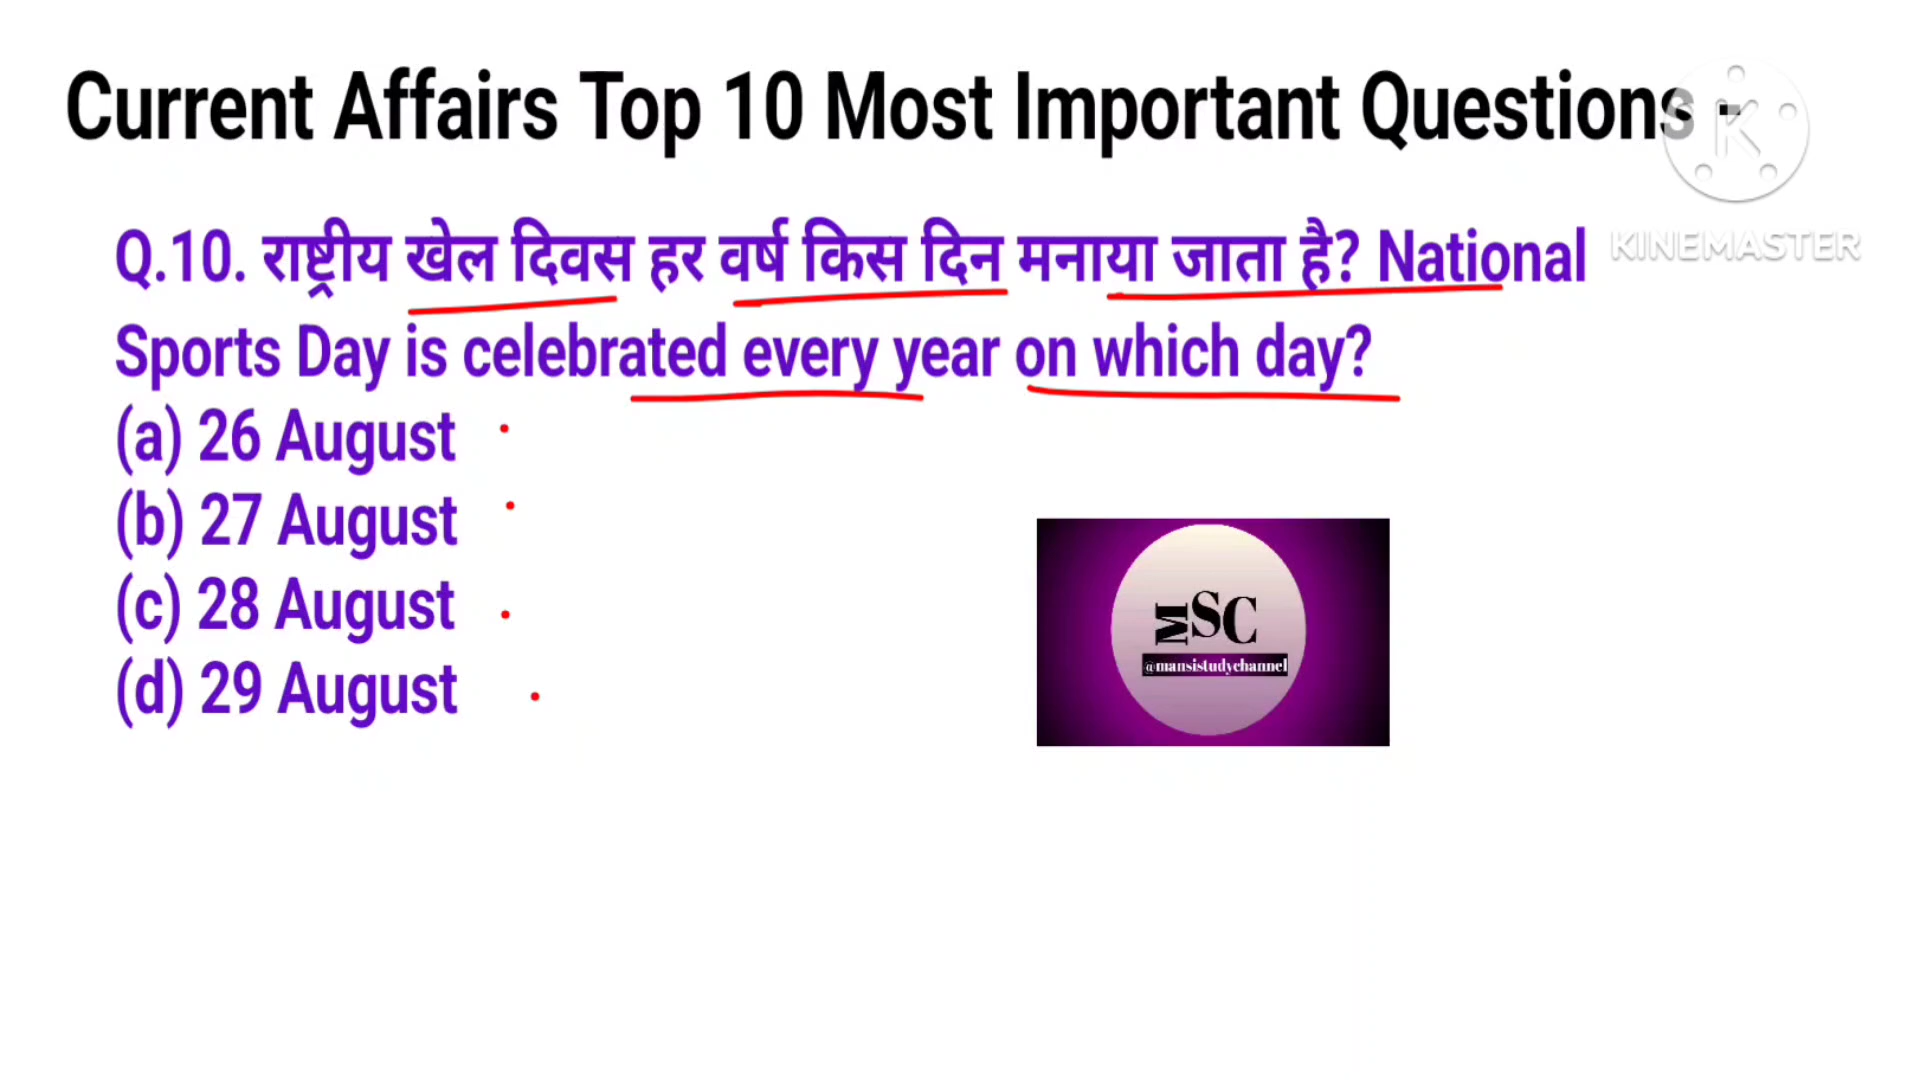 Current Affairs Top 10 Most Important Questions -
KINEMASTER
Q.10. राष्ट्रीय खेल दिवस हर वर्ष किस दिन मनाया जाता है? National
Sports Day is celebrated every year on which day?
(a) 26 August
(b) 27 August
(c) 28 August
(d) 29 August
MSC
@mansistudychannel